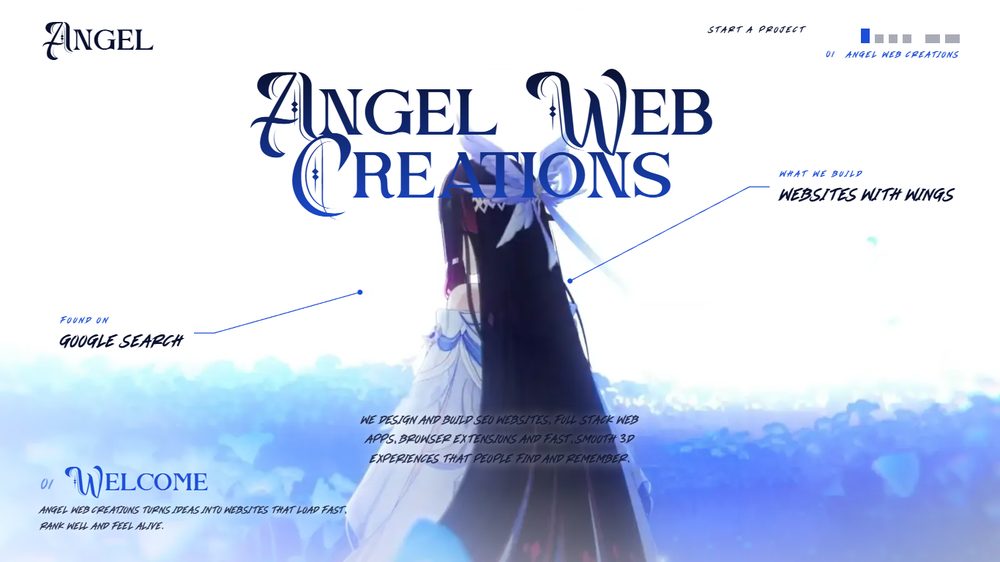 ANGEL
START A PROJECT
01 ANGEL WEB CREATIONS
ANGEL WEB
CREATIONS
WHAT WE BUILD
WEBSITES WITH WINGS
FOUND ON
GOOGLE SEARCH
WE DESIGN AND BUILD SEO WEBSITES, FULL STACK WEB
APPS, BROWSER EXTENSIONS AND FAST, SMOOTH 3D
EXPERIENCES THAT PEOPLE FIND AND REMEMBER.
01 WELCOME
ANGEL WEB CREATIONS TURNS IDEAS INTO WEBSITES THAT LOAD FAST,
RANK WELL AND FEEL ALIVE.